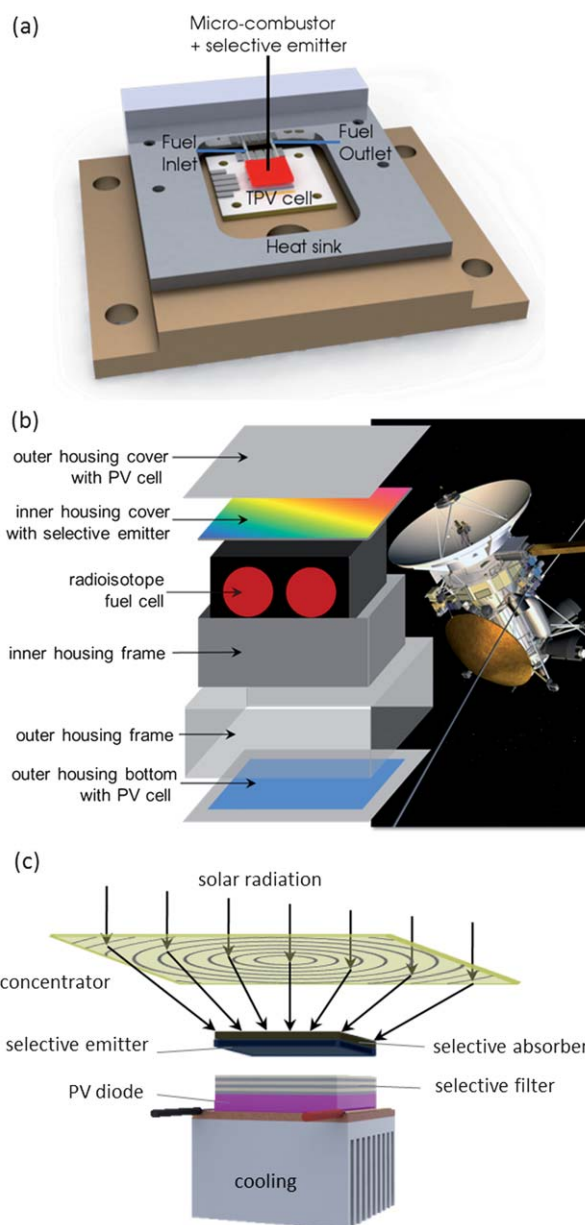 (a)
Micro-combustor
+ selective emitter
Fuel
Inlet
Fuel
Outlet
TPV cell
Heat sink
(b)
outer housing cover
with PV cell
inner housing cover
with selective emitter
radioisotope
fuel cell
inner housing frame
outer housing frame
outer housing bottom
with PV cell
(c)
solar radiation
concentrator
selective emitter
selective absorber
PV diode
selective filter
cooling